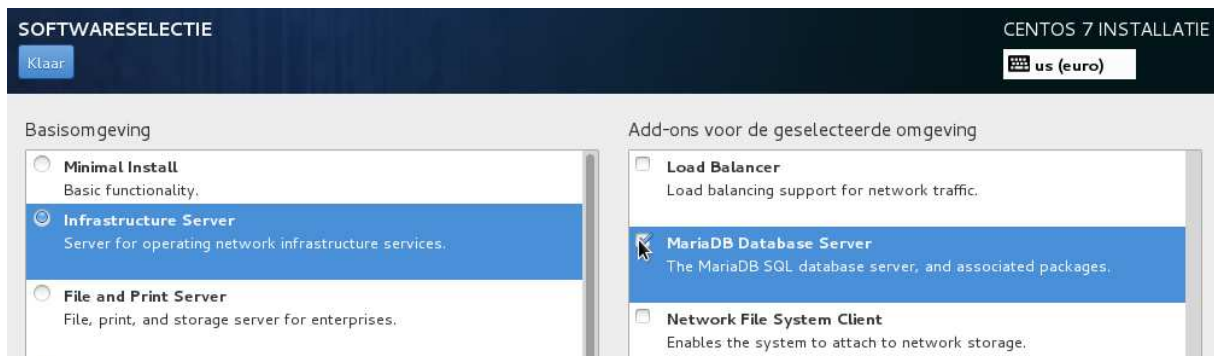 SOFTWARESELECTIE
CENTOS 7 INSTALLATIE
Klaar
us (euro)
Basisomgeving
Minimal Install
Basic functionality.
Infrastructure Server
Server for operating network infrastructure services.
File and Print Server
File, print, and storage server for enterprises.
Add-ons voor de geselecteerde omgeving
Load Balancer
Load balancing support for network traffic.
MariaDB Database Server
The MariaDB SQL database server, and associated packages.
Network File System Client
Enables the system to attach to network storage.